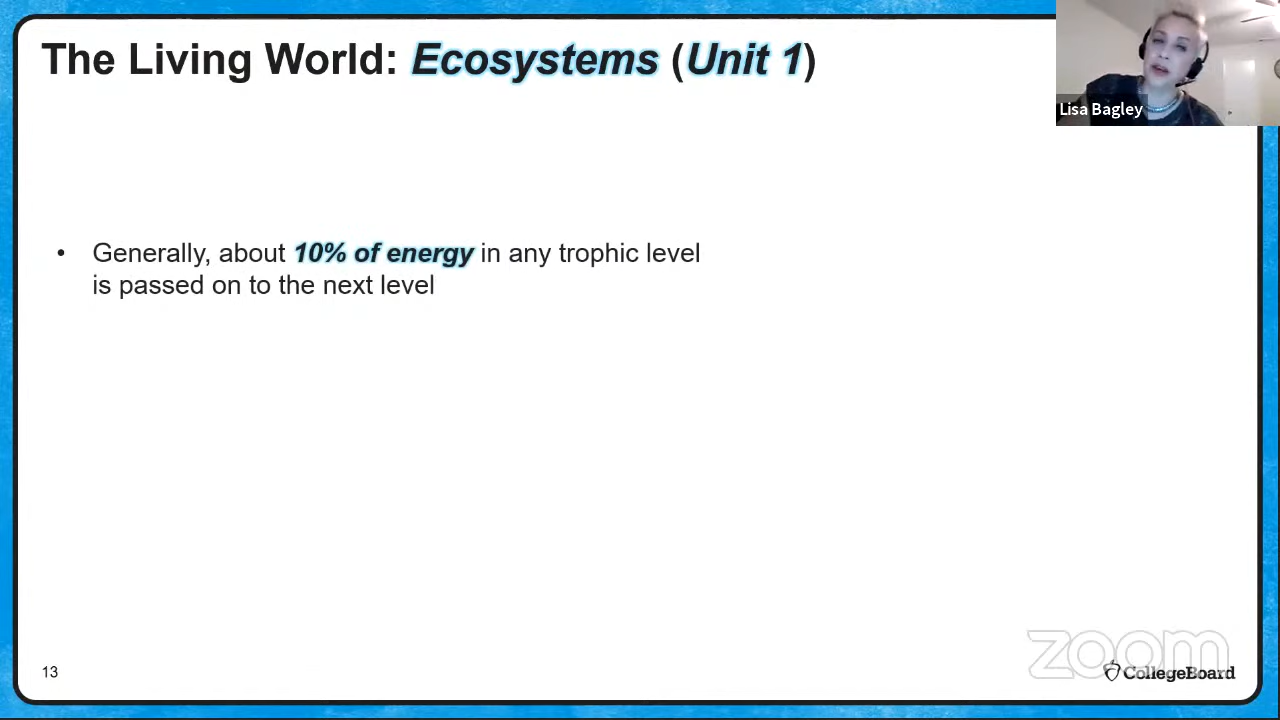 The Living World: Ecosystems (Unit 1)
Lisa Bagley
• Generally, about 10% of energy in any trophic level
is passed on to the next level
13
zoom
CollegeBoard